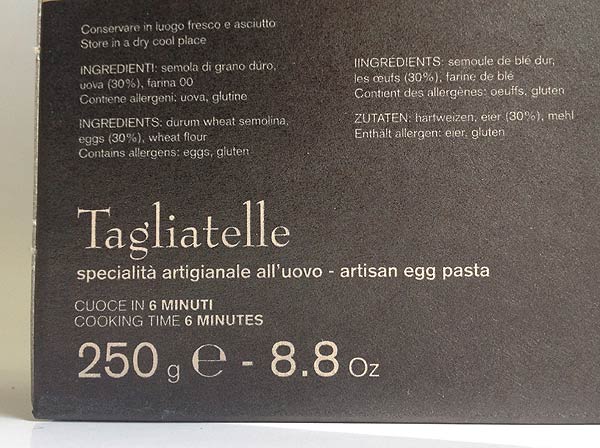 Conservare in luogo fresco e asciutto
Store in a dry cool place
INGREDIENTI: semola di grano duro,
uova (30%), farina 00
Contiene allergeni: uova, glutine
INGREDIENTS: durum wheat semolina,
eggs (30%), wheat flour
Contains allergens: eggs, gluten
IINGRÉDIENTS: semoule de blé dur,
les œufs (30%), farine de blé
Contient des allergènes: oeuffs, gluten
ZUTATEN: hartweizen, eier (30%), mehl
Enthält allergen: eier, gluten
Tagliatelle
specialità artigianale all'uovo - artisan egg pasta
CUOCE IN 6 MINUTI
COOKING TIME 6 MINUTES
250 g ℮ - 8.8 Oz